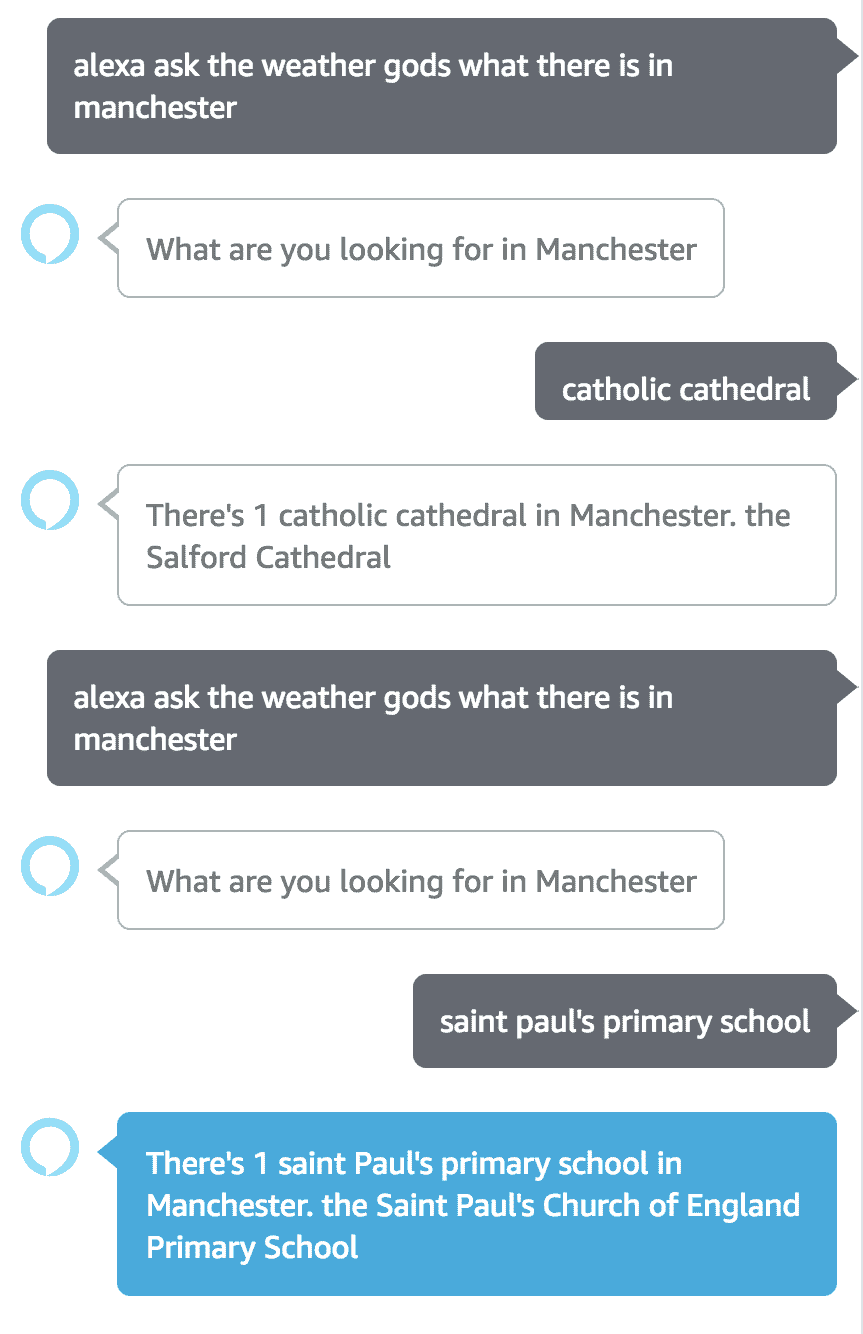 alexa ask the weather gods what there is in
manchester
What are you looking for in Manchester
catholic cathedral
There's 1 catholic cathedral in Manchester. the
Salford Cathedral
alexa ask the weather gods what there is in
manchester
What are you looking for in Manchester
saint paul's primary school
There's 1 saint Paul's primary school in
Manchester. the Saint Paul's Church of England
Primary School